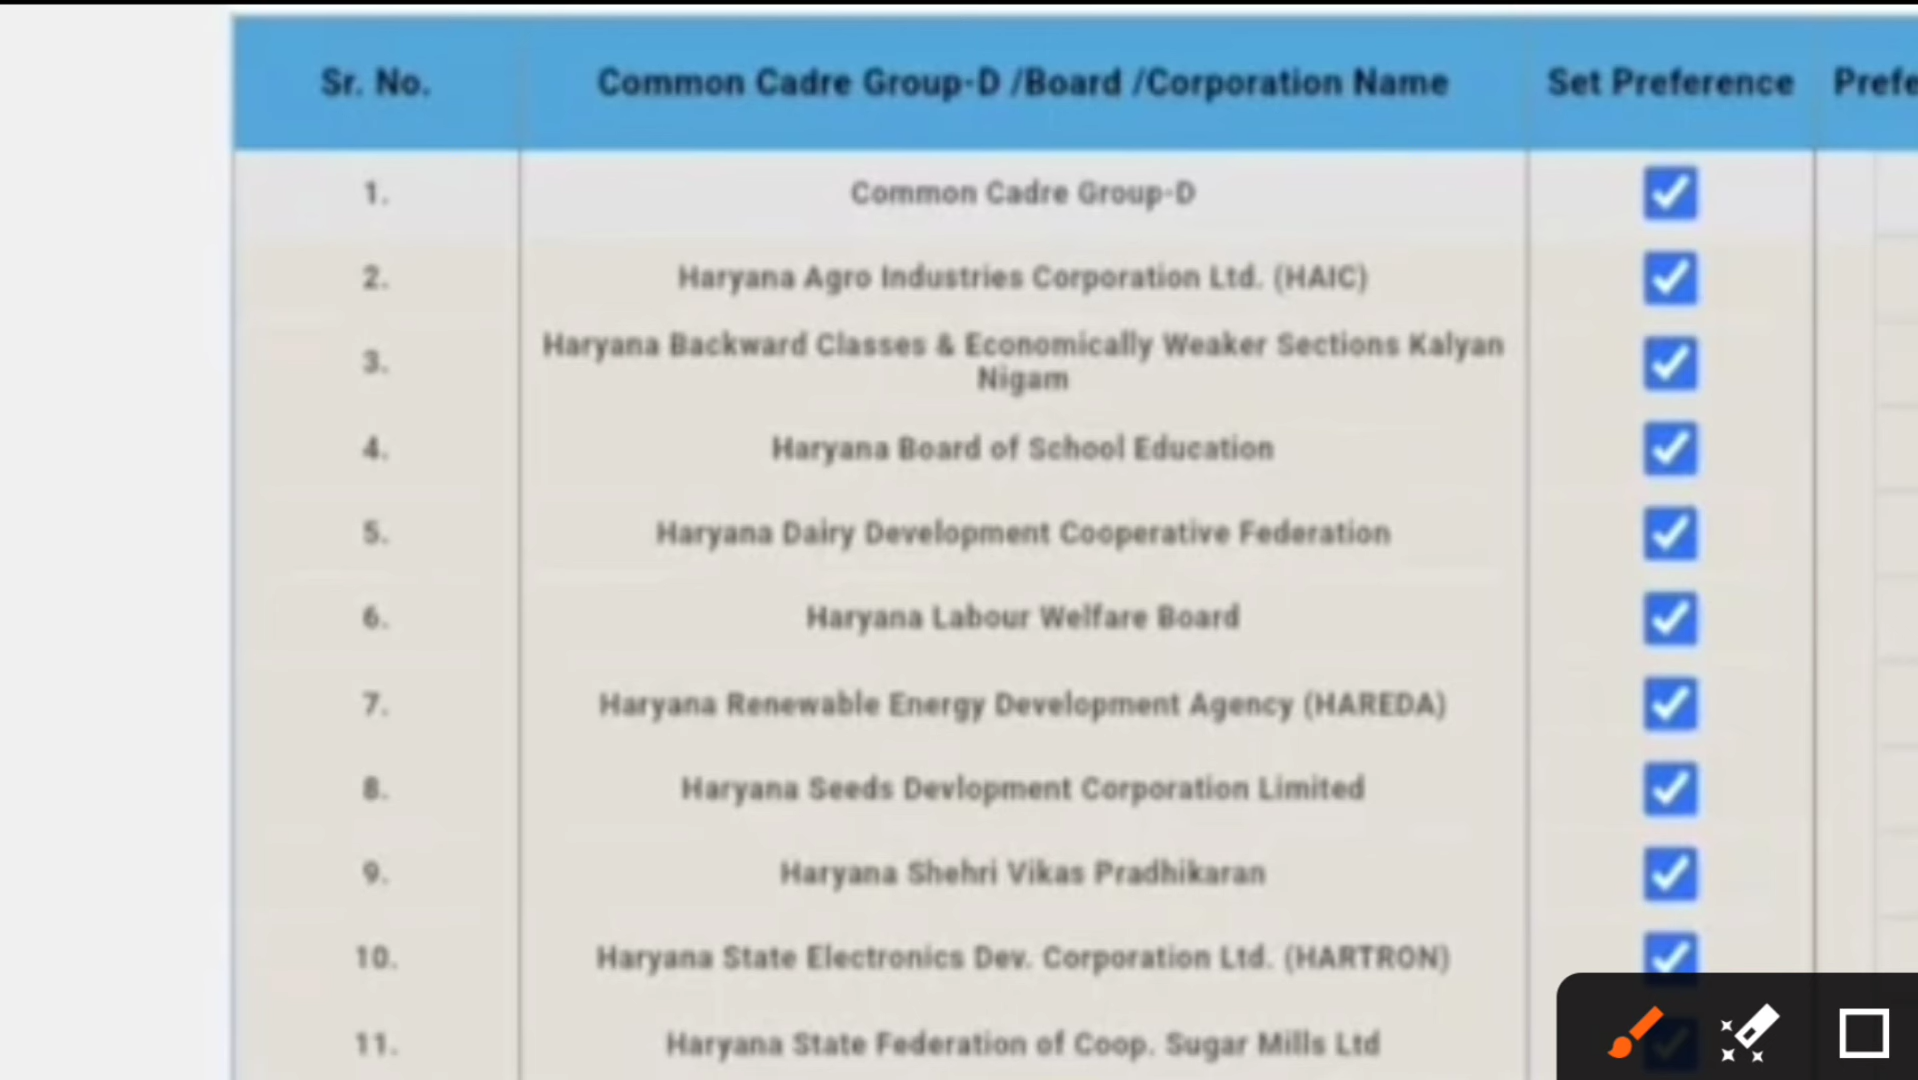 Sr. No. Common Cadre Group-D /Board /Corporation Name Set Preference Prefe
1. Common Cadre Group-D
2. Haryana Agro Industries Corporation Ltd. (HAIC)
3. Haryana Backward Classes & Economically Weaker Sections Kalyan
Nigam
4. Haryana Board of School Education
5. Haryana Dairy Development Cooperative Federation
6. Haryana Labour Welfare Board
7. Haryana Renewable Energy Development Agency (HAREDA)
8. Haryana Seeds Devlopment Corporation Limited
9. Haryana Shehri Vikas Pradhikaran
10. Haryana State Electronics Dev. Corporation Ltd. (HARTRON)
11. Haryana State Federation of Coop. Sugar Mills Ltd